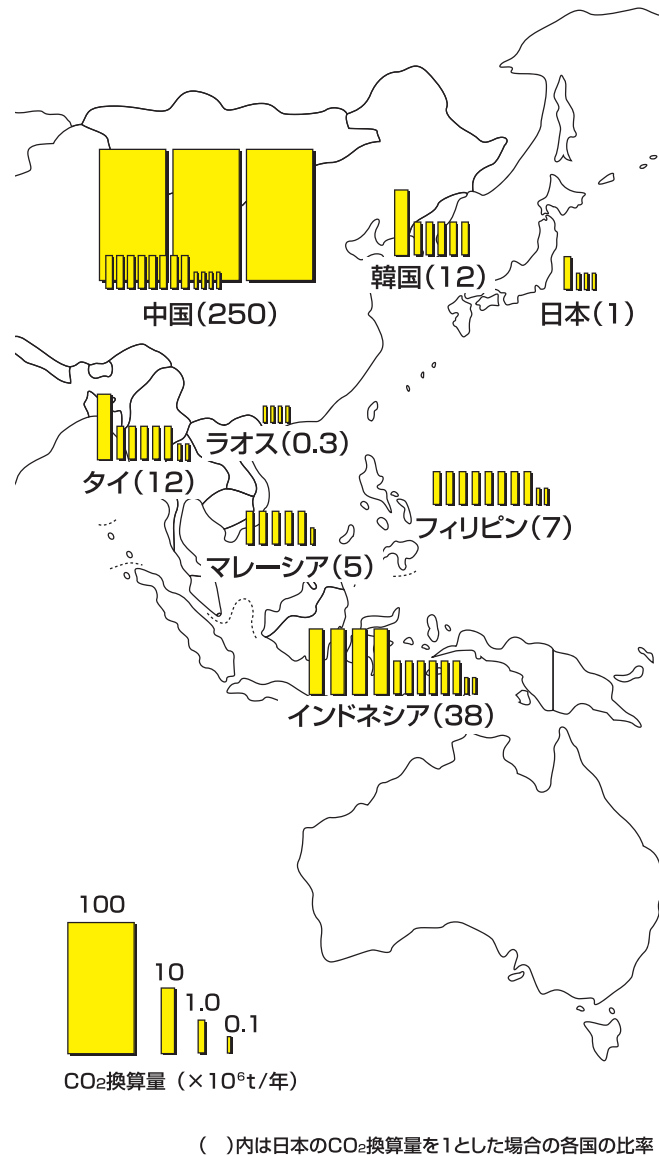 中国(250)
韓国(12)
日本(1)
タイ(12)
ラオス(0.3)
マレーシア(5)
フィリピン(7)
インドネシア(38)
100
10
1.0
0.1
CO₂換算量 (×10⁶t/年)
( )内は日本のCO₂換算量を1とした場合の各国の比率